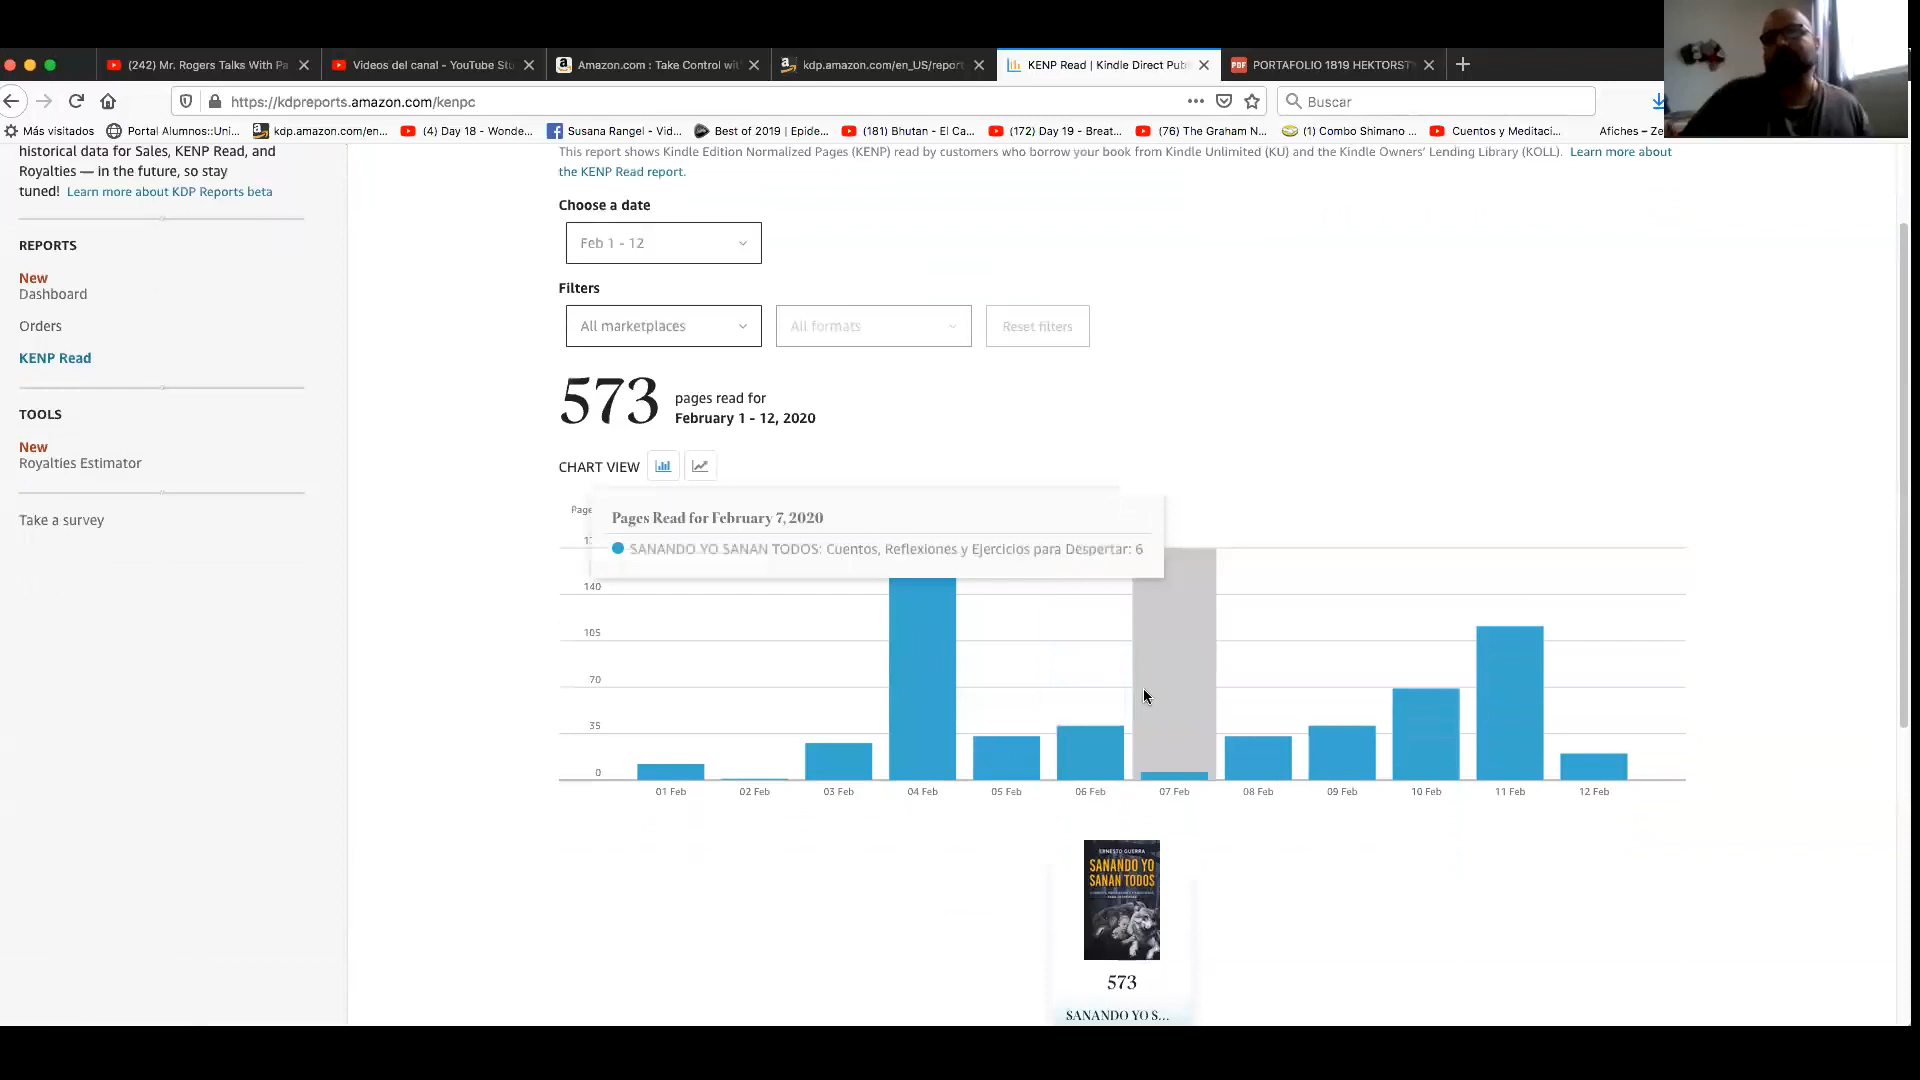 (242) Mr. Rogers Talks With Pa
Videos del canal - YouTube Stu
Amazon.com : Take Control wit
kdp.amazon.com/en_US/report
KENP Read | Kindle Direct Publ
PORTAFOLIO 1819 HEKTORST
https://kdpreports.amazon.com/kenpc
Buscar
Más visitados
Portal Alumnos::Uni...
kdp.amazon.com/en...
(4) Day 18 - Wonde...
Susana Rangel - Vid...
Best of 2019 | Epide...
(181) Bhutan - El Ca...
(172) Day 19 - Breat...
(76) The Graham N...
(1) Combo Shimano ...
Cuentos y Meditaci...
Afiches – Ze
historical data for Sales, KENP Read, and
Royalties — in the future, so stay
tuned! Learn more about KDP Reports beta
REPORTS
New
Dashboard
Orders
KENP Read
TOOLS
New
Royalties Estimator
Take a survey
This report shows Kindle Edition Normalized Pages (KENP) read by customers who borrow your book from Kindle Unlimited (KU) and the Kindle Owners' Lending Library (KOLL). Learn more about
the KENP Read report.
Choose a date
Feb 1 - 12
Filters
All marketplaces
All formats
Reset filters
573
pages read for
February 1 - 12, 2020
CHART VIEW
Page
Pages Read for February 7, 2020
SANANDO YO SANAN TODOS: Cuentos, Reflexiones y Ejercicios para Despertar: 6
140
105
70
35
0
01 Feb
02 Feb
03 Feb
04 Feb
05 Feb
06 Feb
07 Feb
08 Feb
09 Feb
10 Feb
11 Feb
12 Feb
ERNESTO GUERRA
SANANDO YO
SANAN TODOS
573
SANANDO YO S...